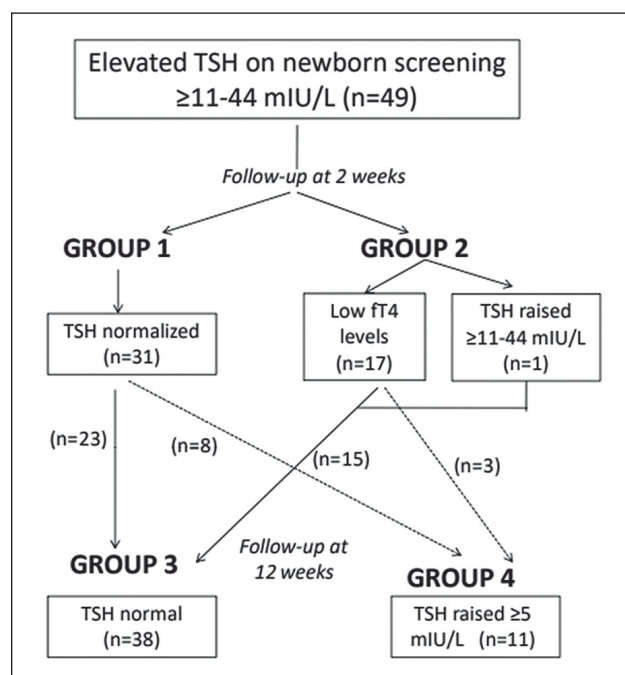 Elevated TSH on newborn screening
≥11-44 mIU/L (n=49)
Follow-up at 2 weeks
GROUP 1
GROUP 2
TSH normalized
(n=31)
Low fT4
levels
(n=17)
TSH raised
≥11-44 mIU/L
(n=1)
(n=23)
(n=8)
(n=15)
(n=3)
Follow-up at
12 weeks
GROUP 3
GROUP 4
TSH normal
(n=38)
TSH raised ≥5
mIU/L (n=11)